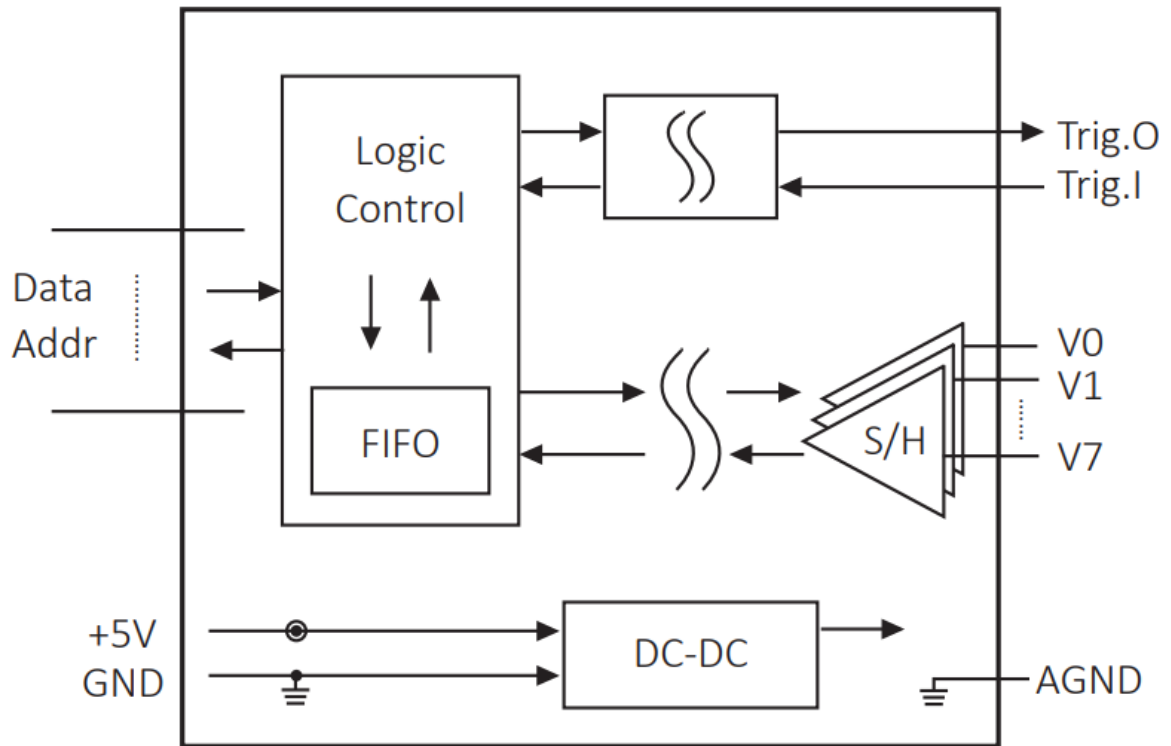 Logic
Control
Trig.O
Trig.I
Data
Addr
FIFO
S/H
V0
V1
V7
+5V
GND
DC-DC
AGND